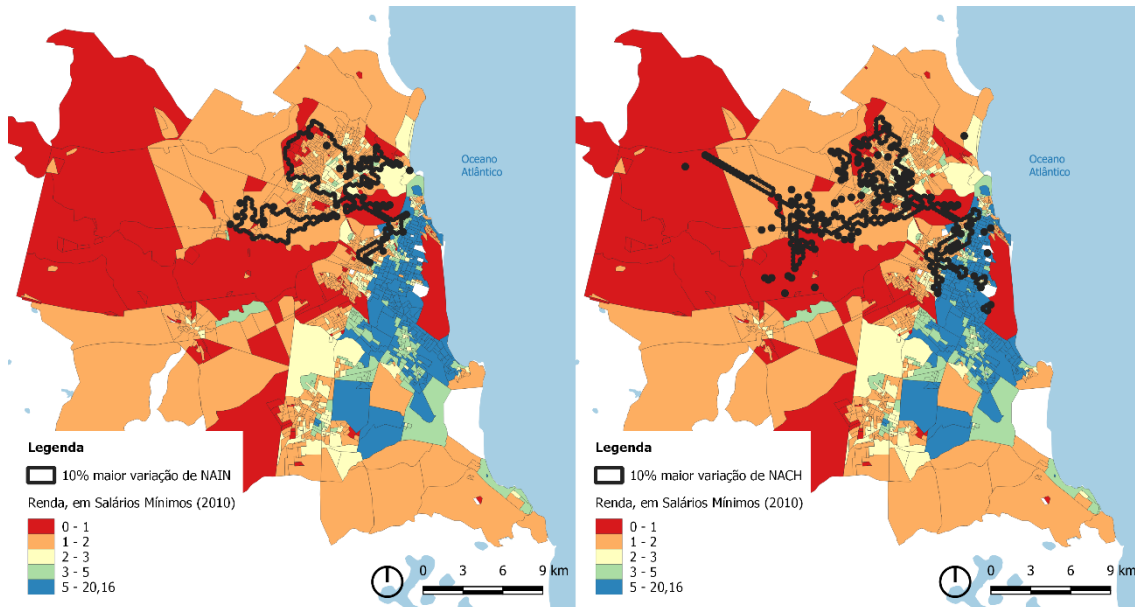 Oceano
Atlântico
Legenda
10% maior variação de NAIN
Renda, em Salários Mínimos (2010)
0 - 1
1 - 2
2 - 3
3 - 5
5 - 20,16
0 3 6 9 km
Oceano
Atlântico
Legenda
10% maior variação de NACH
Renda, em Salários Mínimos (2010)
0 - 1
1 - 2
2 - 3
3 - 5
5 - 20,16
0 3 6 9 km